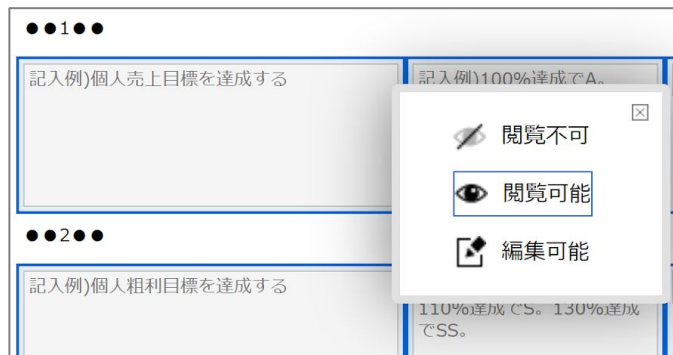 ●●1●●
記入例)個人売上目標を達成する
記入例)100%達成でA。
閲覧不可
閲覧可能
編集可能
●●2●●
記入例)個人粗利目標を達成する
110%達成でS。130%達成
でSS。